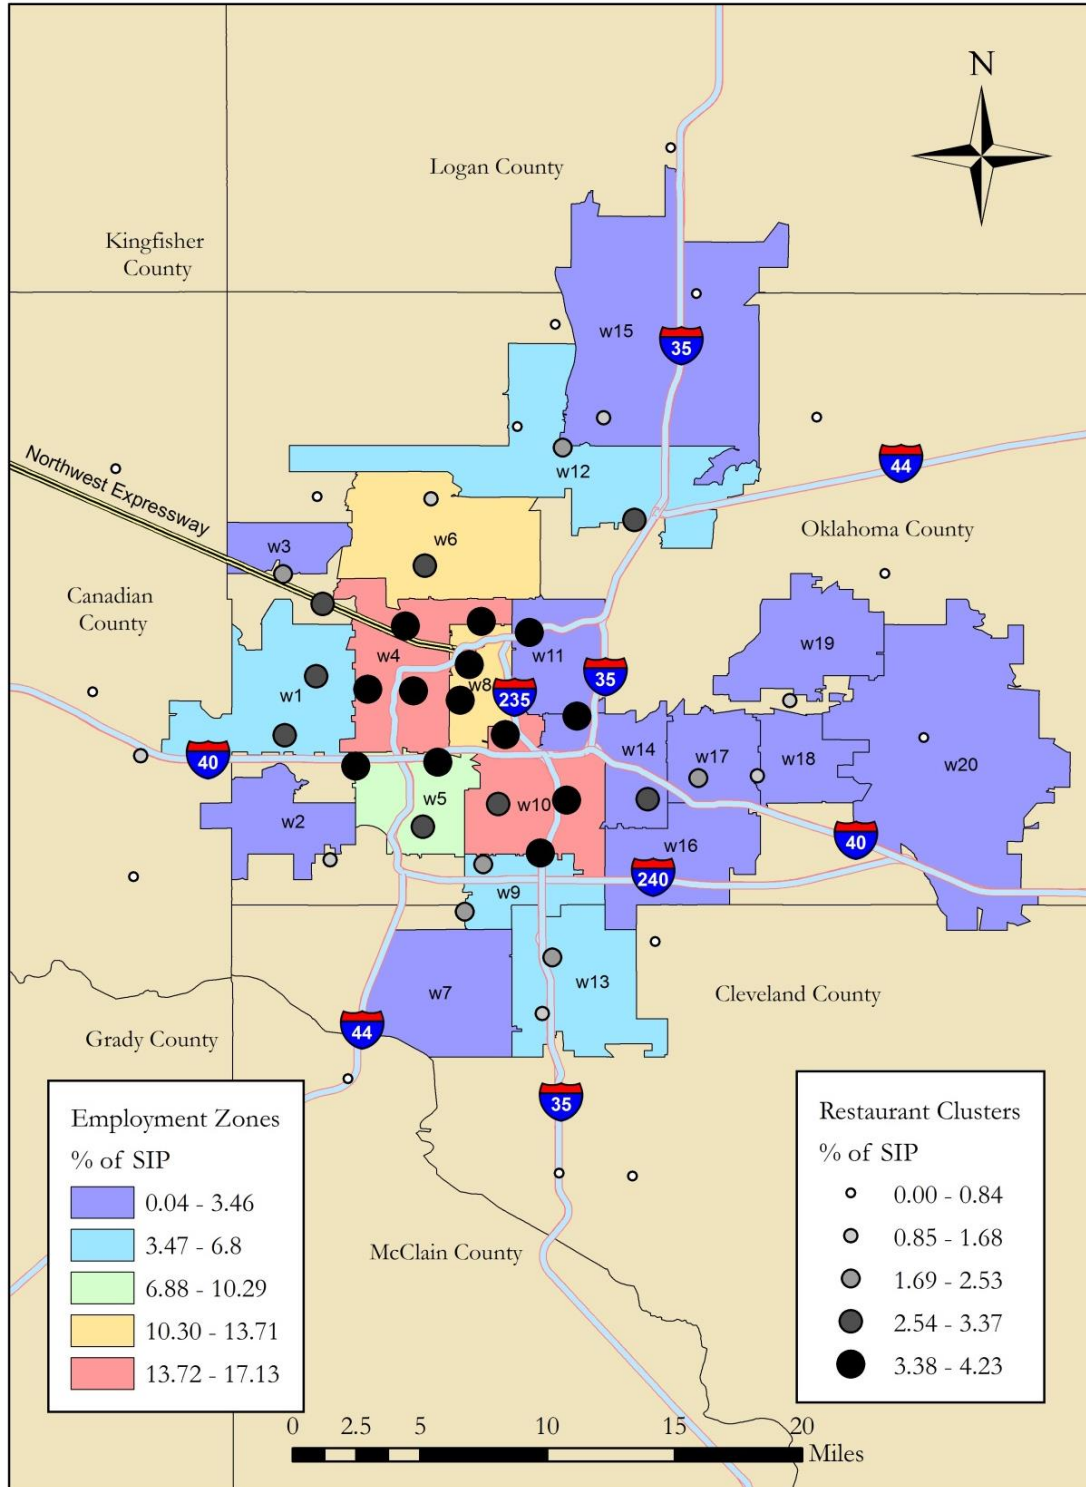 N
Logan County
Kingfisher
County
w15
35
w12
44
Northwest Expressway
w6
w3
Oklahoma County
Canadian
County
w4
w11
w19
w8
35
235
w1
40
w14
w17
w18
w20
w5
w10
w2
40
w16
240
w9
w7
w13
Cleveland County
44
Grady County
35
McClain County
Employment Zones
% of SIP
0.04 - 3.46
3.47 - 6.8
6.88 - 10.29
10.30 - 13.71
13.72 - 17.13
Restaurant Clusters
% of SIP
0.00 - 0.84
0.85 - 1.68
1.69 - 2.53
2.54 - 3.37
3.38 - 4.23
0 2.5 5 10 15 20
Miles